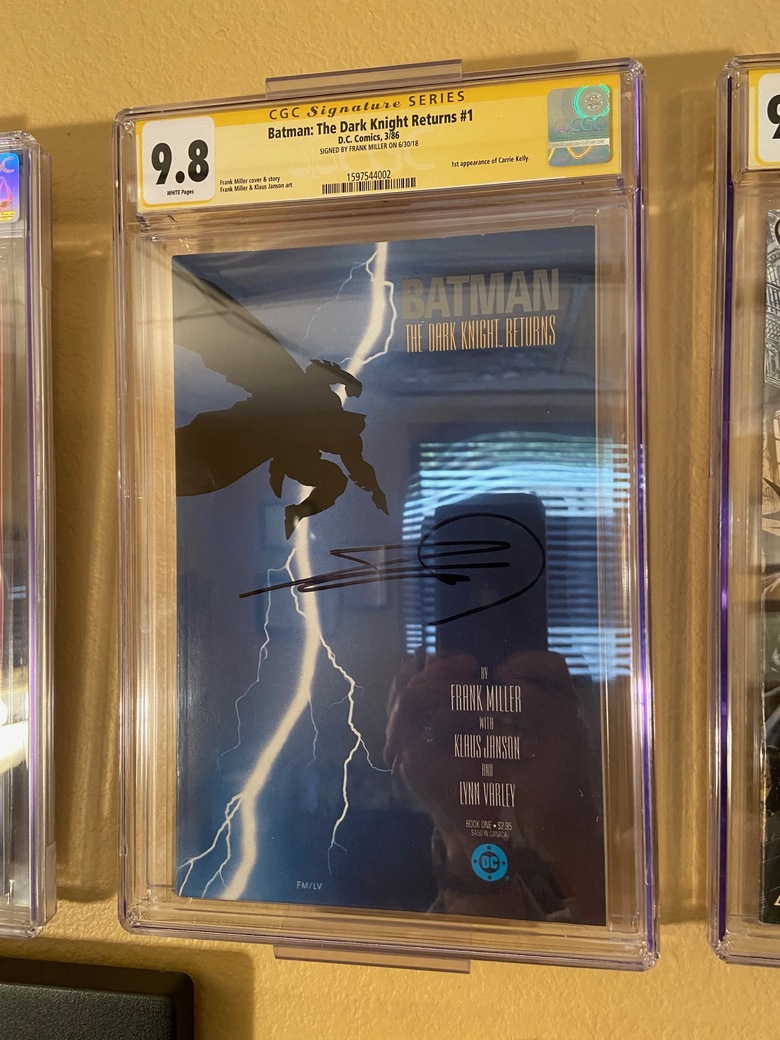 CGC Signature SERIES
Batman: The Dark Knight Returns #1
D.C. Comics, 3/86
SIGNED BY FRANK MILLER ON 6/30/18
9.8
WHITE Pages
Frank Miller cover & story
Frank Miller & Klaus Janson art
1597544002
1st appearance of Carrie Kelly.
CGC
BATMAN
THE DARK KNIGHT™ RETURNS
BY
FRANK MILLER
WITH
KLAUS JANSON
AND
LYNN VARLEY
BOOK ONE • $2.95
$4.50 IN CANADA
DC
FM/LV
9